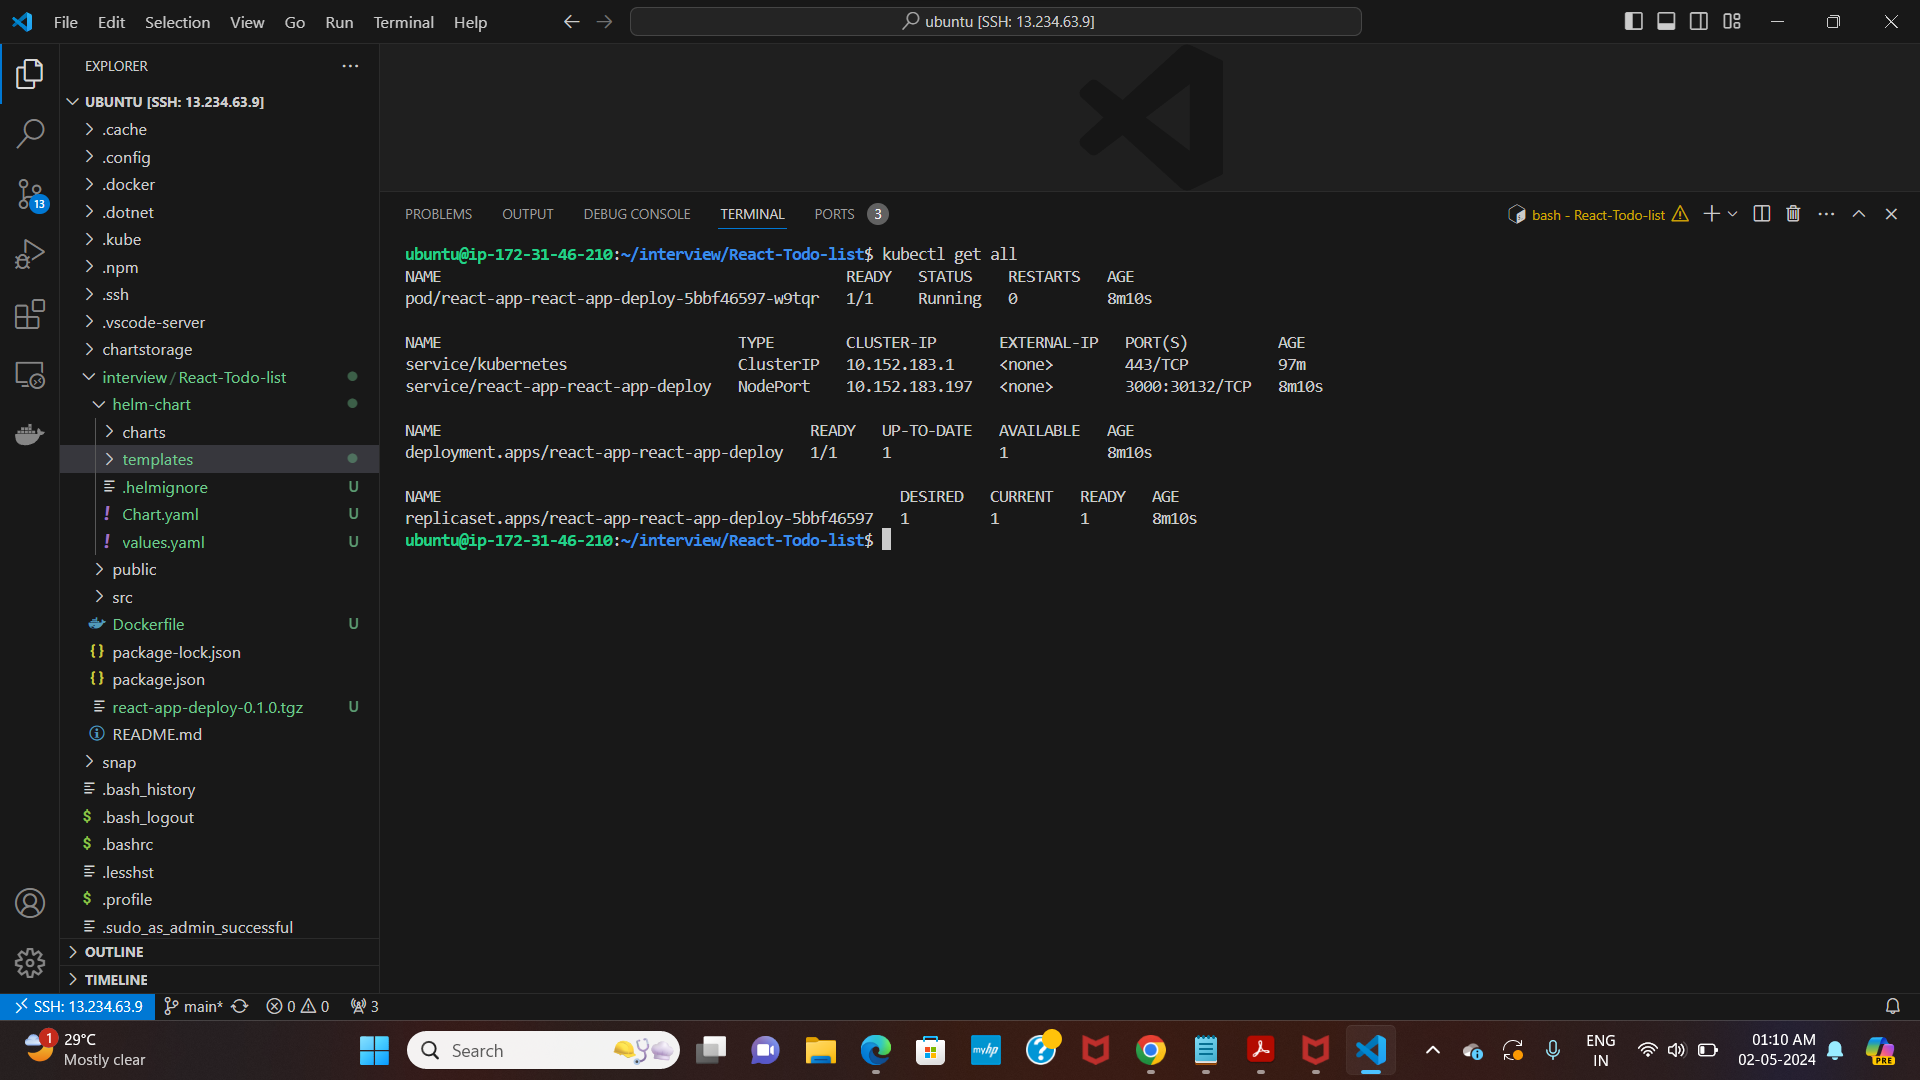 File Edit Selection View Go Run Terminal Help
ubuntu [SSH: 13.234.63.9]
EXPLORER
UBUNTU [SSH: 13.234.63.9]
.cache
.config
.docker
.dotnet
.kube
.npm
.ssh
.vscode-server
chartstorage
interview / React-Todo-list
helm-chart
charts
templates
.helmignore U
Chart.yaml U
values.yaml U
public
src
Dockerfile U
package-lock.json
package.json
react-app-deploy-0.1.0.tgz U
README.md
snap
.bash_history
.bash_logout
.bashrc
.lesshst
.profile
.sudo_as_admin_successful
OUTLINE
TIMELINE
13
PROBLEMS OUTPUT DEBUG CONSOLE TERMINAL PORTS 3
bash - React-Todo-list
ubuntu@ip-172-31-46-210:~/interview/React-Todo-list$ kubectl get all
NAME READY STATUS RESTARTS AGE
pod/react-app-react-app-deploy-5bbf46597-w9tqr 1/1 Running 0 8m10s
NAME TYPE CLUSTER-IP EXTERNAL-IP PORT(S) AGE
service/kubernetes ClusterIP 10.152.183.1 <none> 443/TCP 97m
service/react-app-react-app-deploy NodePort 10.152.183.197 <none> 3000:30132/TCP 8m10s
NAME READY UP-TO-DATE AVAILABLE AGE
deployment.apps/react-app-react-app-deploy 1/1 1 1 8m10s
NAME DESIRED CURRENT READY AGE
replicaset.apps/react-app-react-app-deploy-5bbf46597 1 1 1 8m10s
ubuntu@ip-172-31-46-210:~/interview/React-Todo-list$
SSH: 13.234.63.9 main* 0 0 3
1
29°C
Mostly clear
Search
myhp
ENG
IN
01:10 AM
02-05-2024
PRE